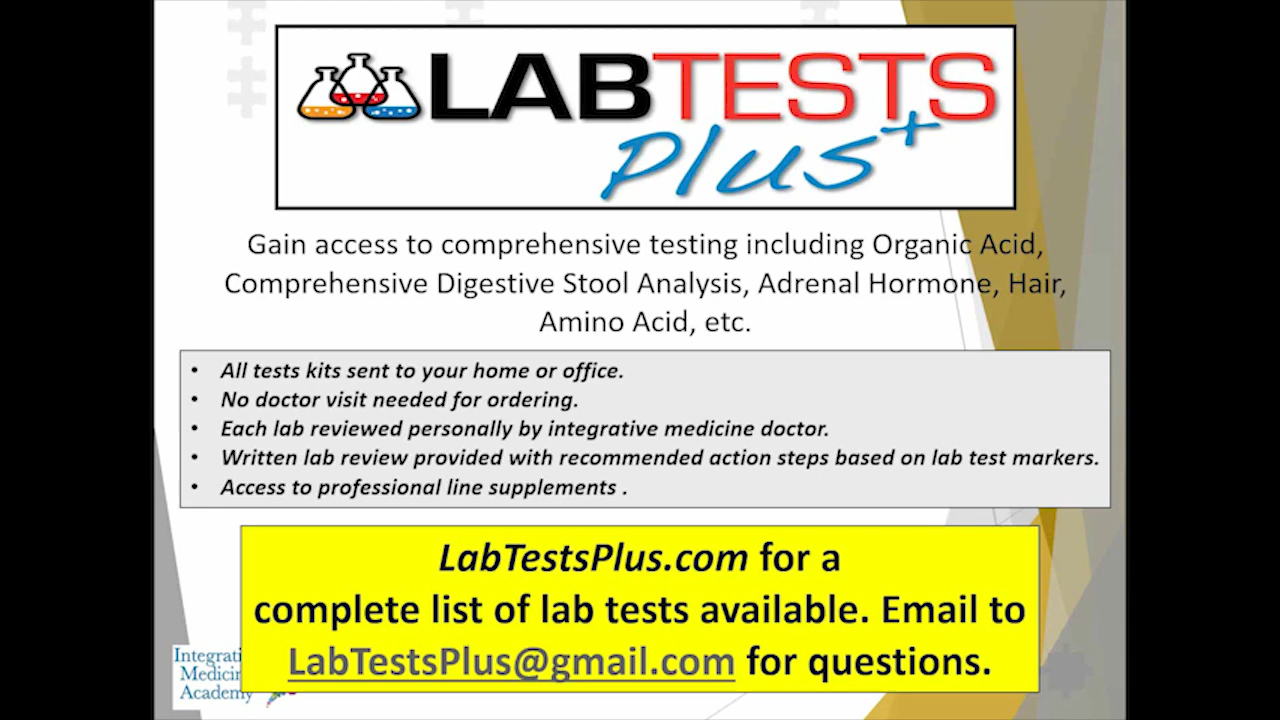 LABTESTS
Plus+
Gain access to comprehensive testing including Organic Acid,
Comprehensive Digestive Stool Analysis, Adrenal Hormone, Hair,
Amino Acid, etc.
• All tests kits sent to your home or office.
• No doctor visit needed for ordering.
• Each lab reviewed personally by integrative medicine doctor.
• Written lab review provided with recommended action steps based on lab test markers.
• Access to professional line supplements .
LabTestsPlus.com for a
complete list of lab tests available. Email to
LabTestsPlus@gmail.com for questions.
Academy